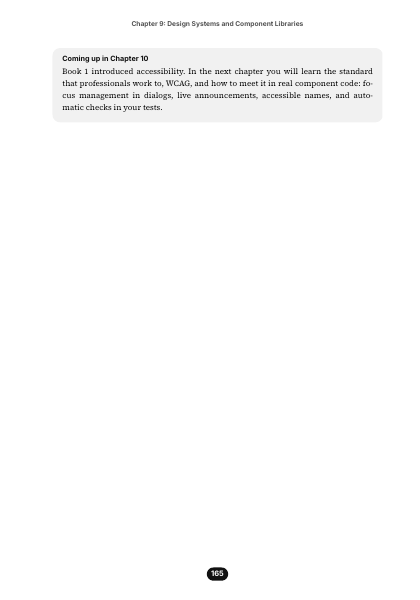 Chapter 9: Design Systems and Component Libraries
Coming up in Chapter 10
Book 1 introduced accessibility. In the next chapter you will learn the standard
that professionals work to, WCAG, and how to meet it in real component code: fo-
cus management in dialogs, live announcements, accessible names, and auto-
matic checks in your tests.
165